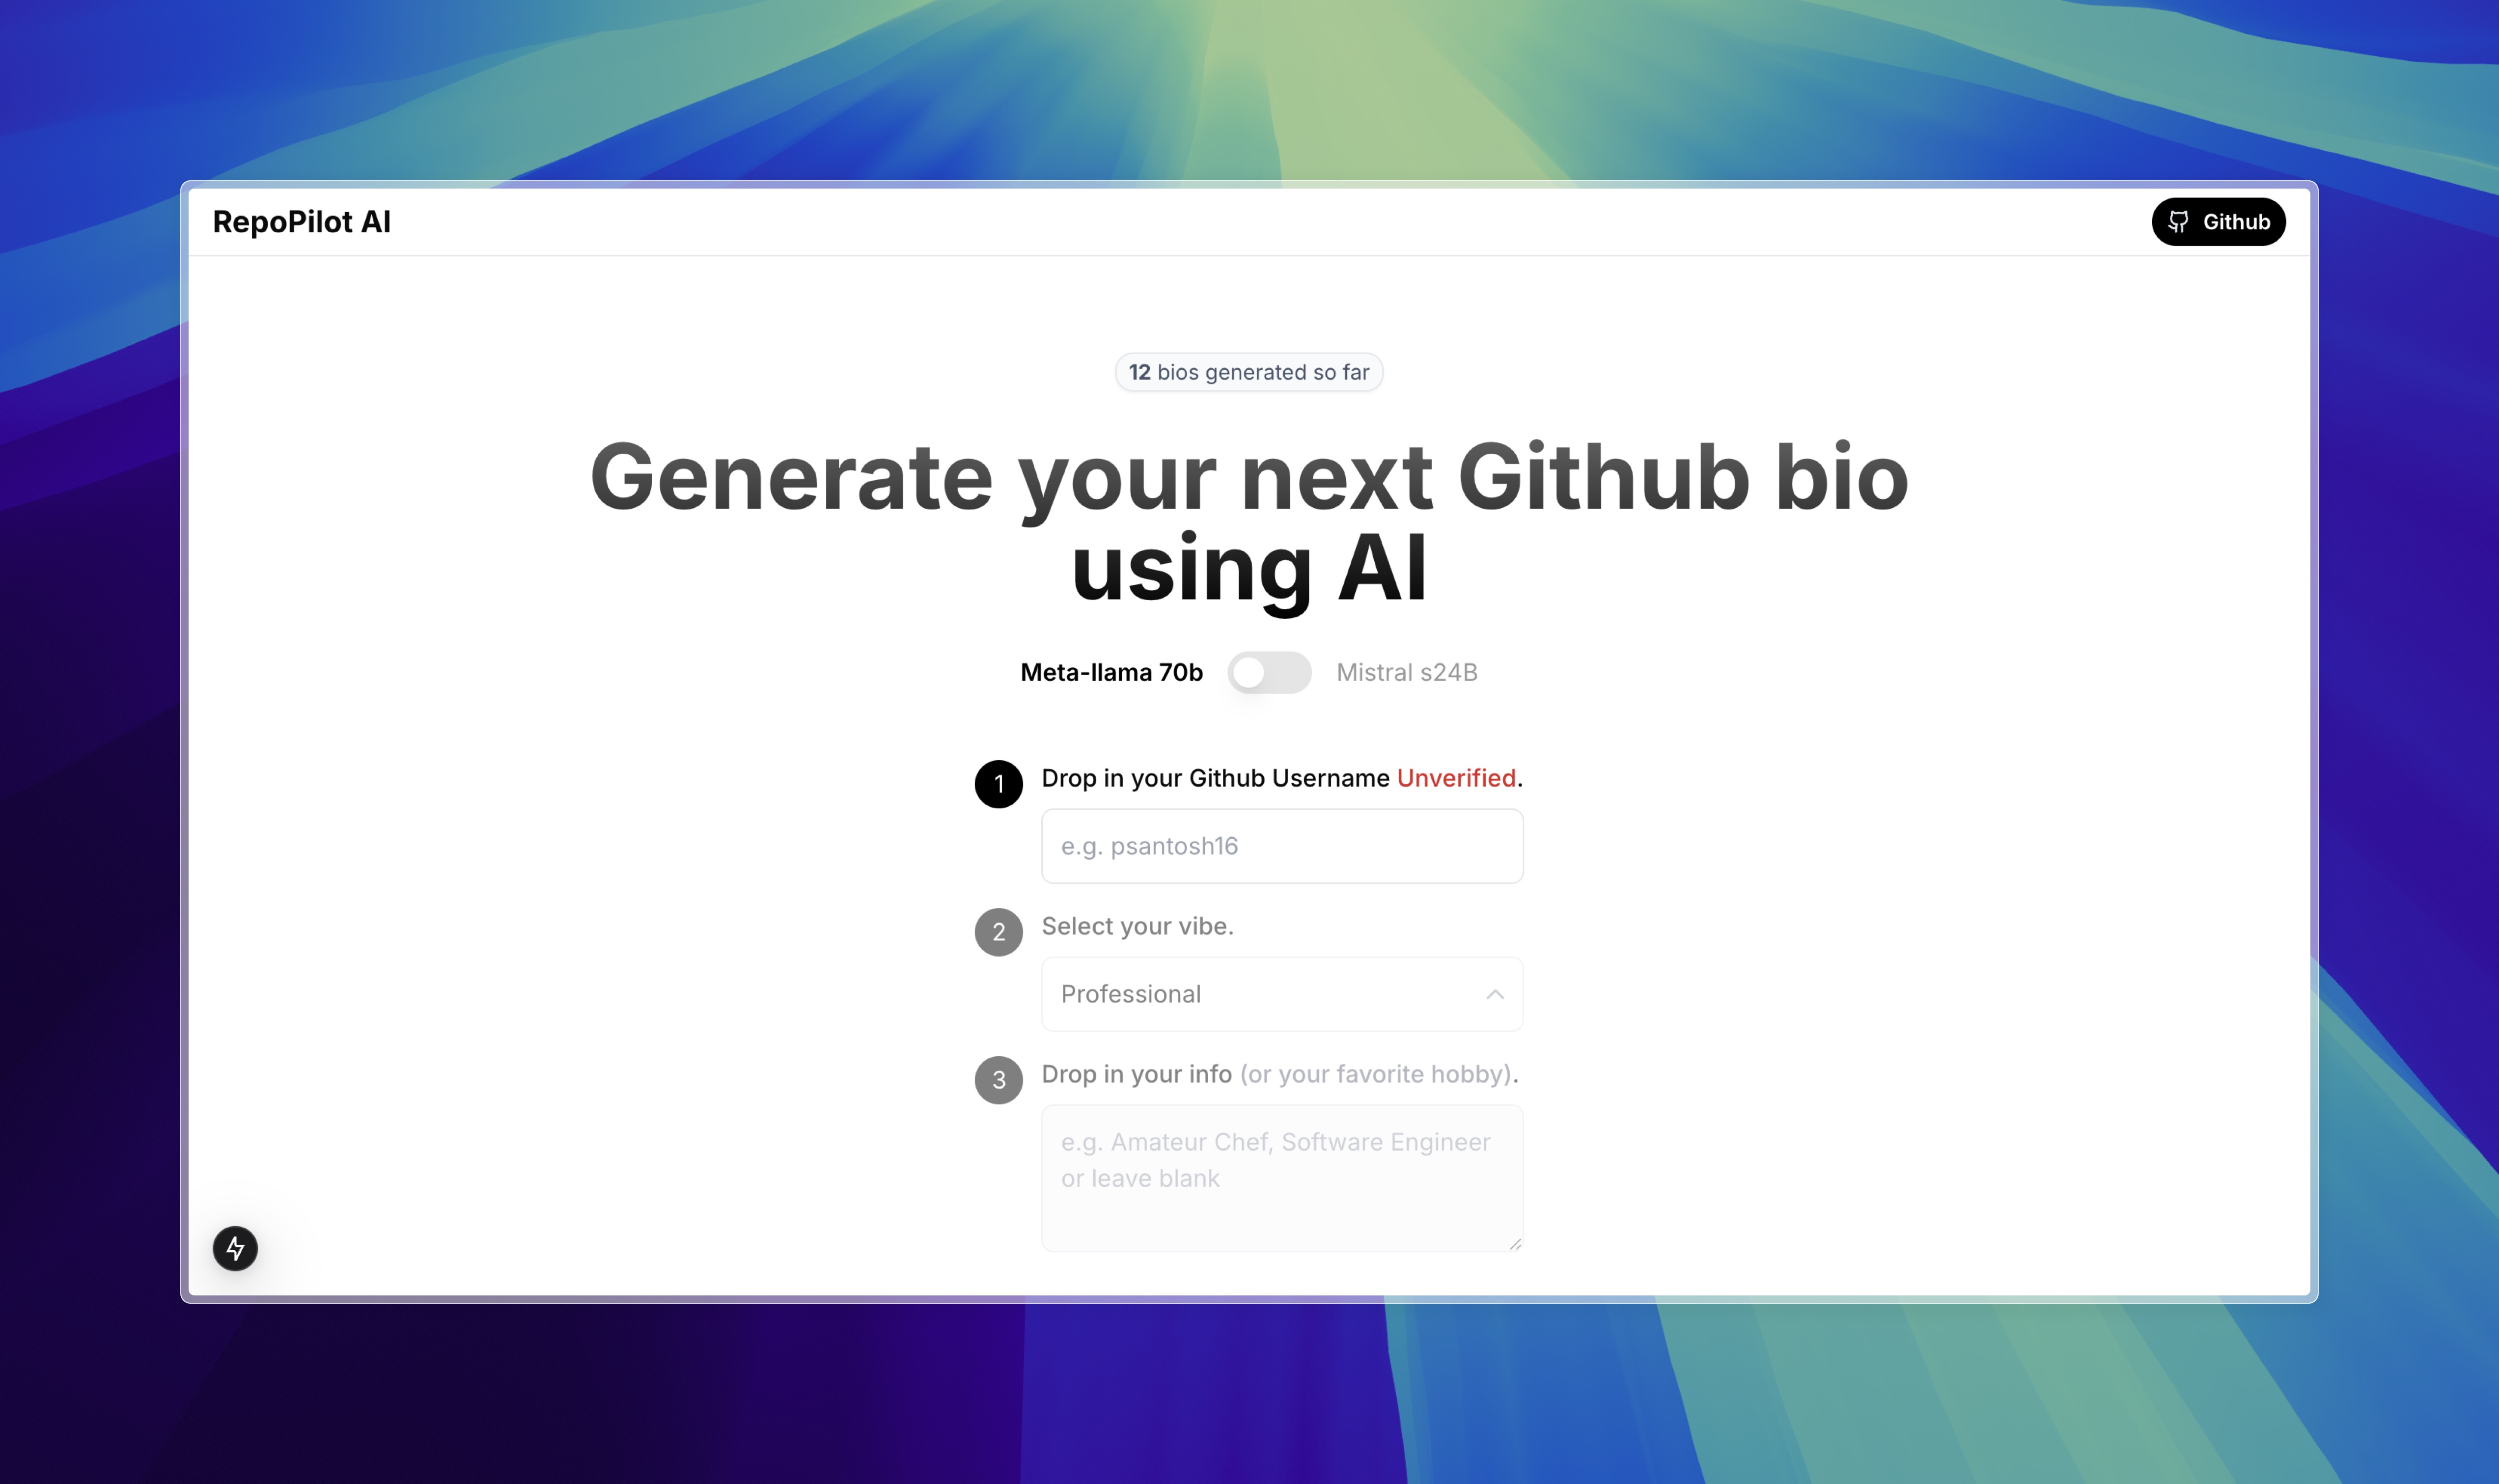 RepoPilot AI
Github
12 bios generated so far
Generate your next Github bio
using AI
Meta-llama 70b
Mistral s24B
1
Drop in your Github Username Unverified.
e.g. psantosh16
2
Select your vibe.
Professional
3
Drop in your info (or your favorite hobby).
e.g. Amateur Chef, Software Engineer
or leave blank